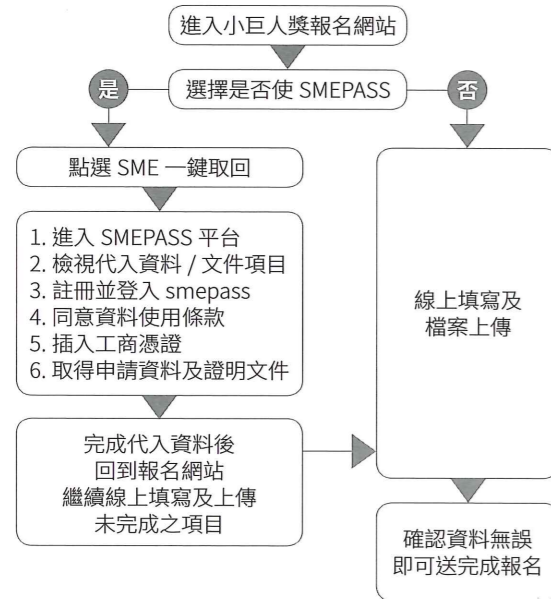 進入小巨人獎報名網站
是
選擇是否使 SMEPASS
否
點選 SME 一鍵取回
1. 進入 SMEPASS 平台
2. 檢視代入資料 / 文件項目
3. 註冊並登入 smepass
4. 同意資料使用條款
5. 插入工商憑證
6. 取得申請資料及證明文件
完成代入資料後
回到報名網站
繼續線上填寫及上傳
未完成之項目
線上填寫及
檔案上傳
確認資料無誤
即可送完成報名